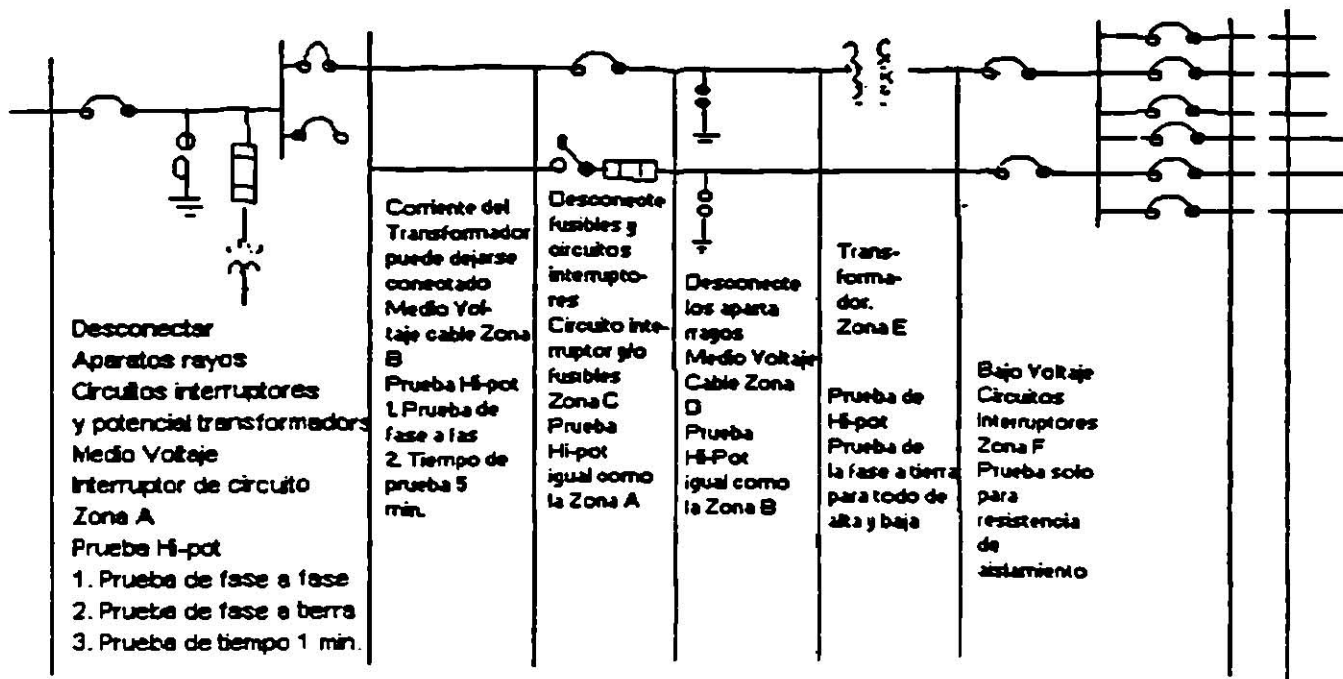 Desconectar
Aparatos rayos
Circuitos interruptores
y potencial transformadors
Medio Voltaje
Interruptor de circuito
Zona A
Prueba Hi-pot
1. Prueba de fase a fase
2. Prueba de fase a tierra
3. Prueba de tiempo 1 min.
Corriente del
Transformador
puede dejarse
conectado
Medio Vol-
taje cable Zona
B
Prueba Hi-pot
1. Prueba de
fase a fas
2. Tiempo de
prueba 5
min.
Desconecte
fusibles y
circuitos
interrupto-
res
Circuito inte-
rruptor y/o
fusibles
Zona C
Prueba
Hi-pot
igual como
la Zona A
Desconecte
los aparta
rragos
Medio Voltaje
Cable Zona
D
Prueba
Hi-Pot
igual como
la Zona B
Trans-
forma-
dor.
Zona E
Prueba de
Hi-pot
Prueba de
la fase a tierra
para todo de
alta y baja
Bajo Voltaje
Circuitos
Interruptores
Zona F
Prueba solo
para
resistencia
de
aislamiento